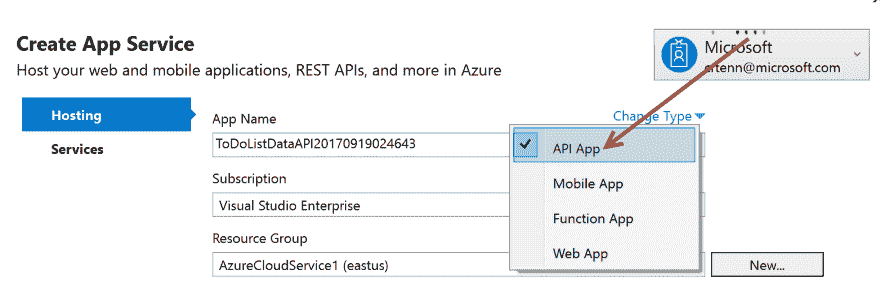 Create App Service
Host your web and mobile applications, REST APIs, and more in Azure
Microsoft
crtenn@microsoft.com
Hosting
Services
App Name
Change Type
ToDoListDataAPI20170919024643
API App
Mobile App
Function App
Web App
Subscription
Visual Studio Enterprise
Resource Group
AzureCloudService1 (eastus)
New...